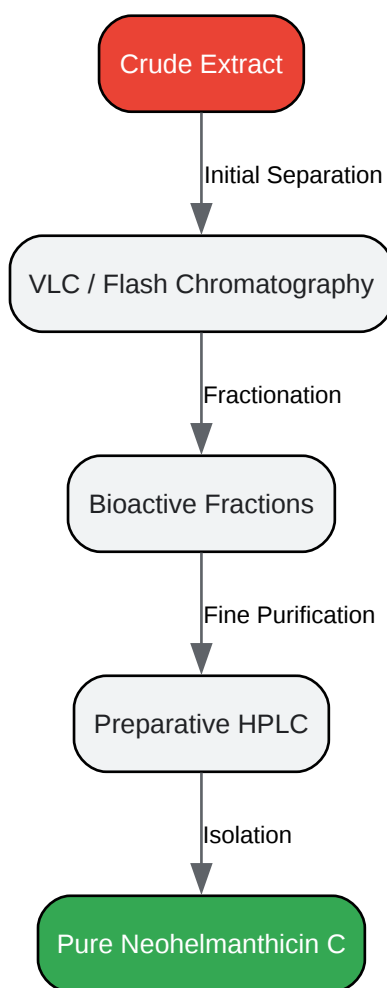 Crude Extract
Initial Separation
VLC / Flash Chromatography
Fractionation
Bioactive Fractions
Fine Purification
Preparative HPLC
Isolation
Pure Neohelmanthicin C